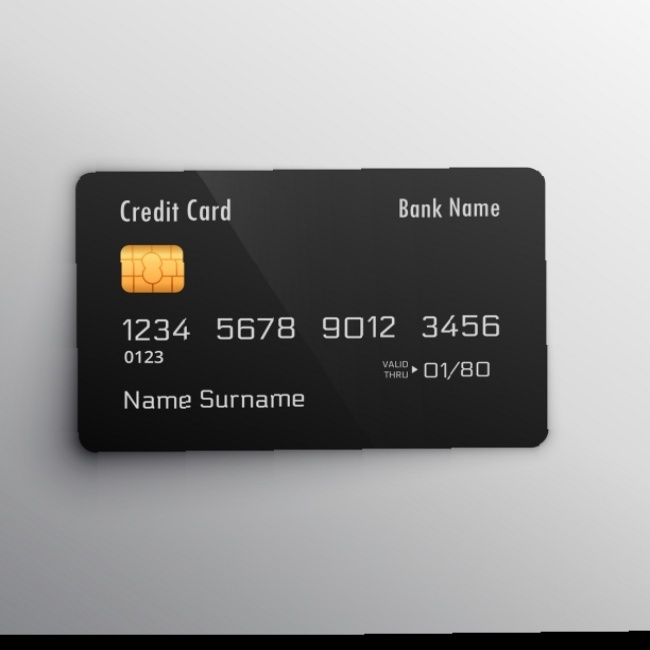 Credit Card Bank Name
1234 5678 9012 3456
0123
VALID
THRU 01/80
Name Surname